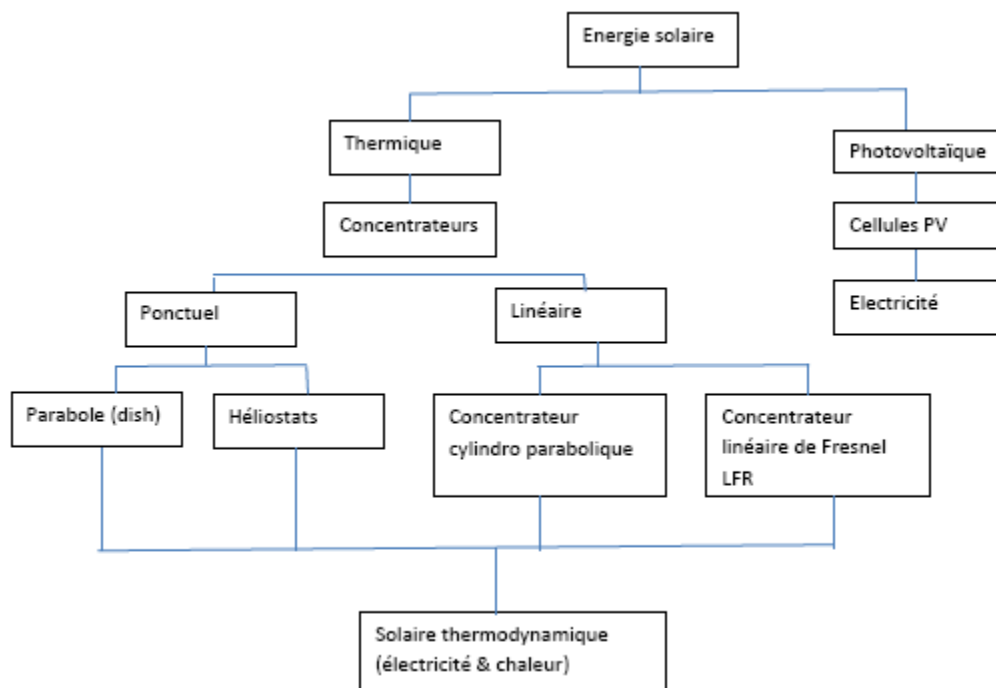 Energie solaire
Thermique
Photovoltaïque
Concentrateurs
Cellules PV
Ponctuel
Linéaire
Electricité
Parabole (dish)
Héliostats
Concentrateur
cylindro parabolique
Concentrateur
linéaire de Fresnel
LFR
Solaire thermodynamique
(électricité & chaleur)